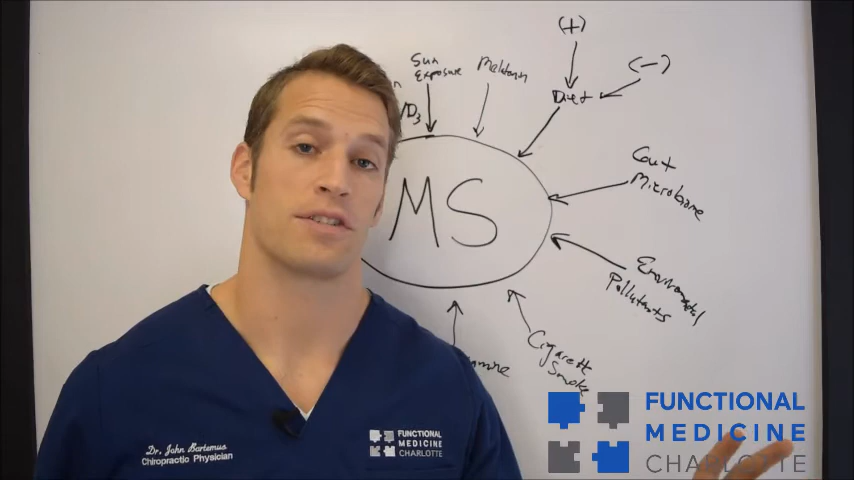 (+)
(-)
Sun
Exposure
Melatonin
Diet
n
/D3
Gut
Microbiome
MS
Environmental
Pollutants
Cigarette
Smoke
Dr. John Bartemus
Chiropractic Physician
FUNCTIONAL
MEDICINE
CHARLOTTE
FUNCTIONAL
MEDICINE
CHARLOTTE